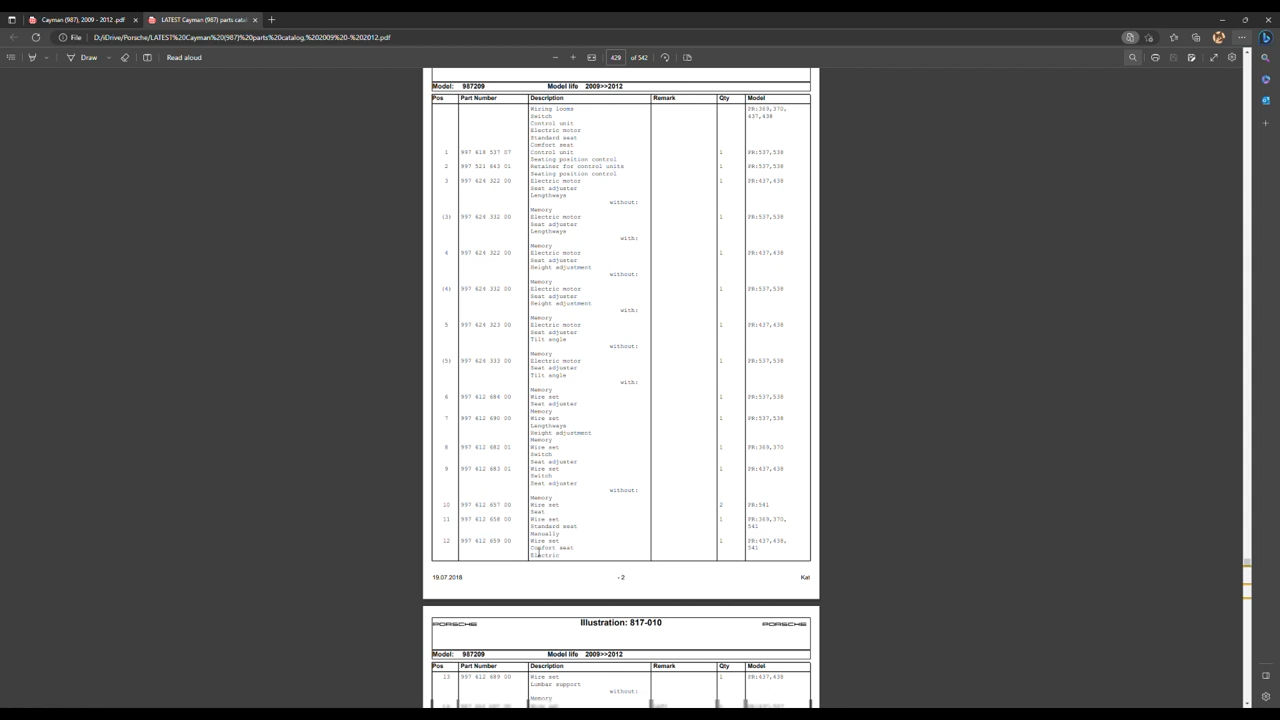 Cayman (987), 2009 - 2012 .pdf
LATEST Cayman (987) parts catal
File D:/iDrive/Porsche/LATEST%20Cayman%20(987)%20parts%20catalog,%202009%20-%202012.pdf
Draw Read aloud 429 of 542
Model: 987209 Model life 2009>>2012
Pos Part Number Description Remark Qty Model
Wiring looms PR:369,370,
Switch 437,438
Control unit
Electric motor
Standard seat
Comfort seat
1 997 618 537 07 Control unit 1 PR:537,538
Seating position control
2 997 521 643 01 Retainer for control units 1 PR:537,538
Seating position control
3 997 624 322 00 Electric motor 1 PR:437,438
Seat adjuster
Lengthways
without:
Memory
(3) 997 624 332 00 Electric motor 1 PR:537,538
Seat adjuster
Lengthways
with:
Memory
4 997 624 322 00 Electric motor 1 PR:437,438
Seat adjuster
Height adjustment
without:
Memory
(4) 997 624 332 00 Electric motor 1 PR:537,538
Seat adjuster
Height adjustment
with:
Memory
5 997 624 323 00 Electric motor 1 PR:437,438
Seat adjuster
Tilt angle
without:
Memory
(5) 997 624 333 00 Electric motor 1 PR:537,538
Seat adjuster
Tilt angle
with:
Memory
6 997 612 684 00 Wire set 1 PR:537,538
Seat adjuster
Memory
7 997 612 690 00 Wire set 1 PR:537,538
Lengthways
Height adjustment
Memory
8 997 612 682 01 Wire set 1 PR:369,370
Switch
Seat adjuster
9 997 612 683 01 Wire set 1 PR:437,438
Switch
Seat adjuster
without:
Memory
10 997 612 657 00 Wire set 2 PR:541
Seat
11 997 612 658 00 Wire set 1 PR:369,370,
Standard seat 541
Manually
12 997 612 659 00 Wire set 1 PR:437,438,
Comfort seat 541
Electric
19.07.2018 - 2 Kat
PORSCHE Illustration: 817-010 PORSCHE
Model: 987209 Model life 2009>>2012
Pos Part Number Description Remark Qty Model
13 997 612 689 00 Wire set 1 PR:437,438
Lumbar support
without:
Memory